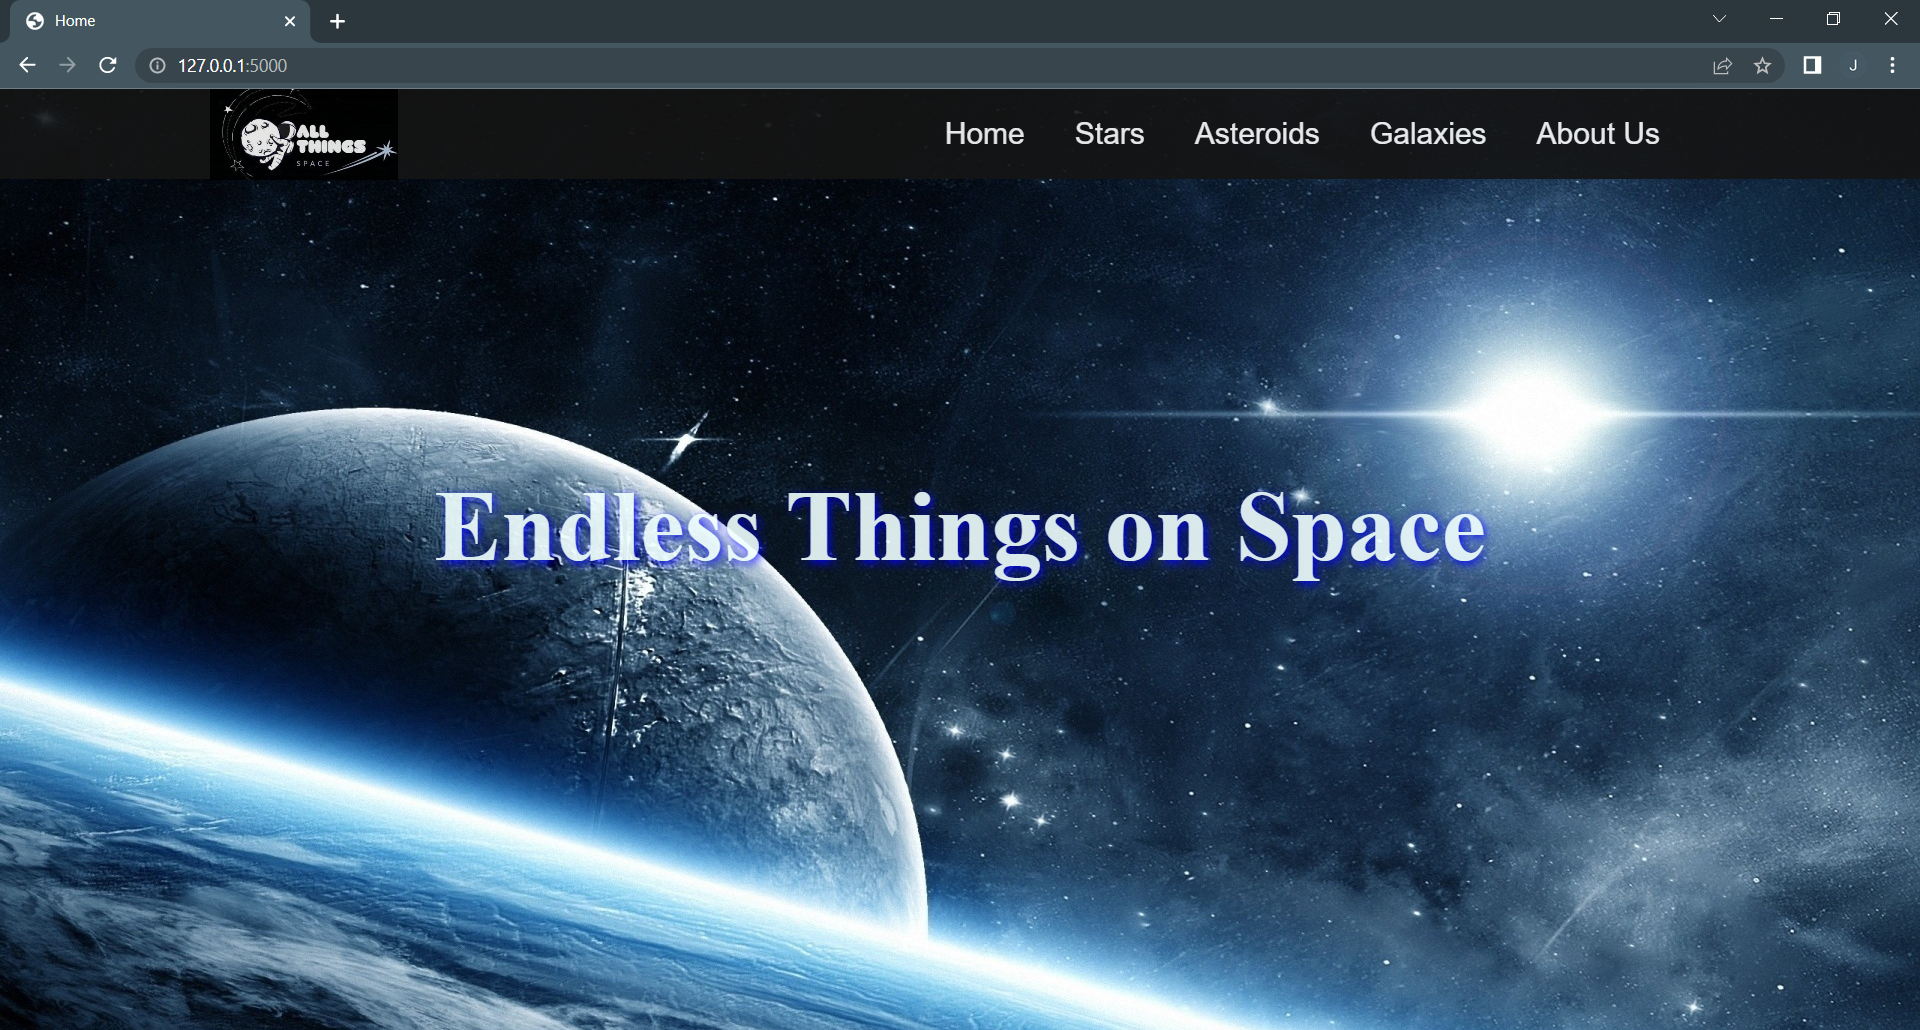 Home
127.0.0.1:5000
J
ALL
THINGS
SPACE
Home Stars Asteroids Galaxies About Us
Endless Things on Space